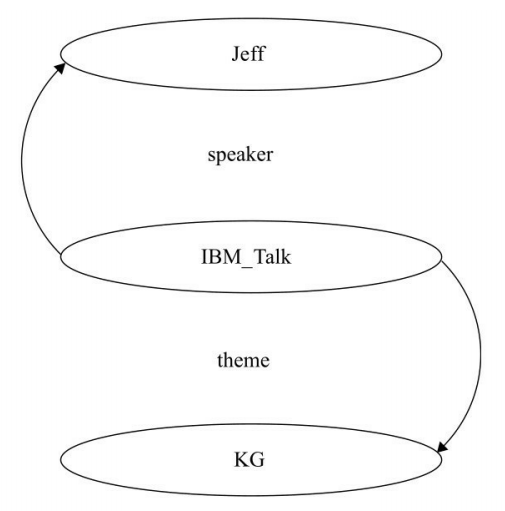 Jeff
speaker
IBM_Talk
theme
KG